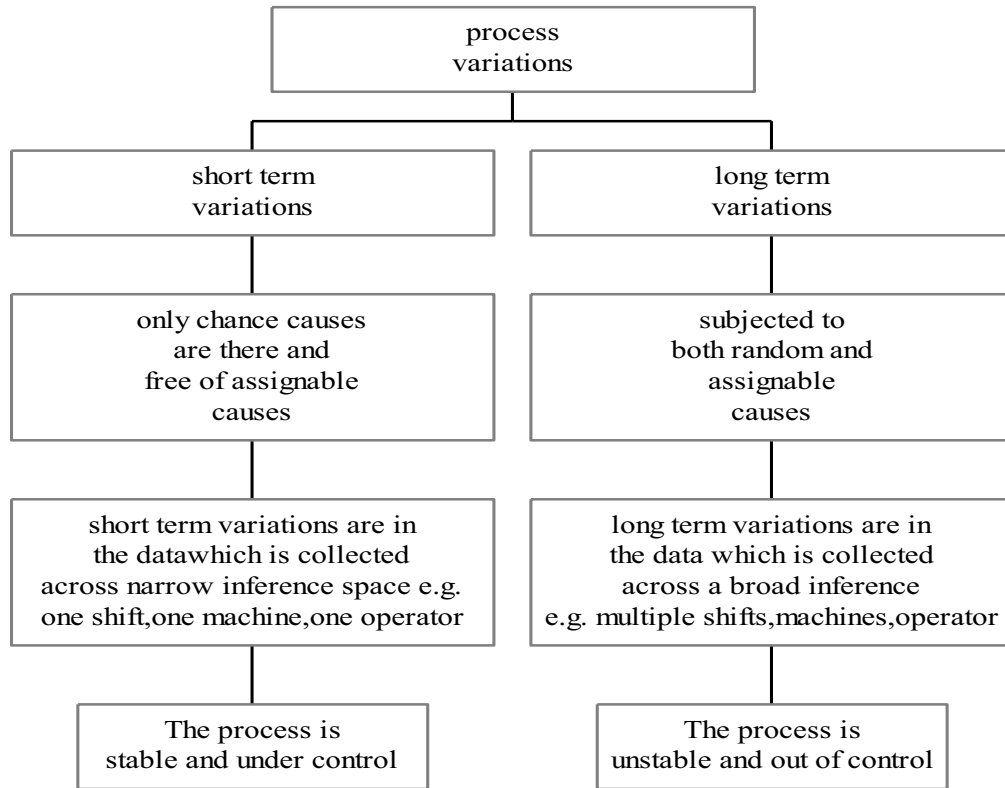 process
variations
short term
variations
long term
variations
only chance causes
are there and
free of assignable
causes
subjected to
both random and
assignable
causes
short term variations are in
the datawhich is collected
across narrow inference space e.g.
one shift,one machine,one operator
long term variations are in
the data which is collected
across a broad inference
e.g. multiple shifts,machines,operator
The process is
stable and under control
The process is
unstable and out of control